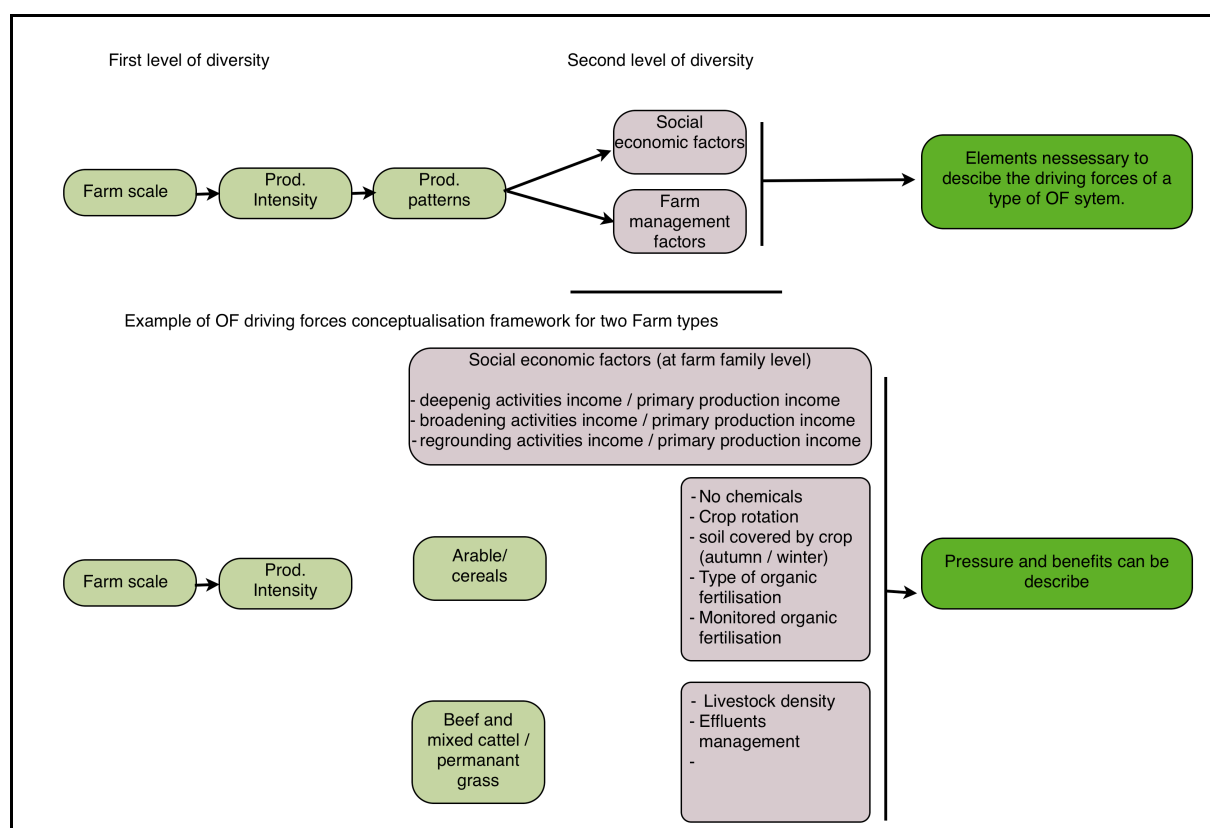 First level of diversity
Second level of diversity
Farm scale
Prod.
Intensity
Prod.
patterns
Social
economic factors
Farm
management
factors
Elements nessessary to
descibe the driving forces of a
type of OF sytem.
Example of OF driving forces conceptualisation framework for two Farm types
Social economic factors (at farm family level)
- deepenig activities income / primary production income
- broadening activities income / primary production income
- regrounding activities income / primary production income
Farm scale
Prod.
Intensity
Arable/
cereals
- No chemicals
- Crop rotation
- soil covered by crop
(autumn / winter)
- Type of organic
fertilisation
- Monitored organic
fertilisation
Pressure and benefits can be
describe
Beef and
mixed cattel /
permanant
grass
- Livestock density
- Effluents
management
-